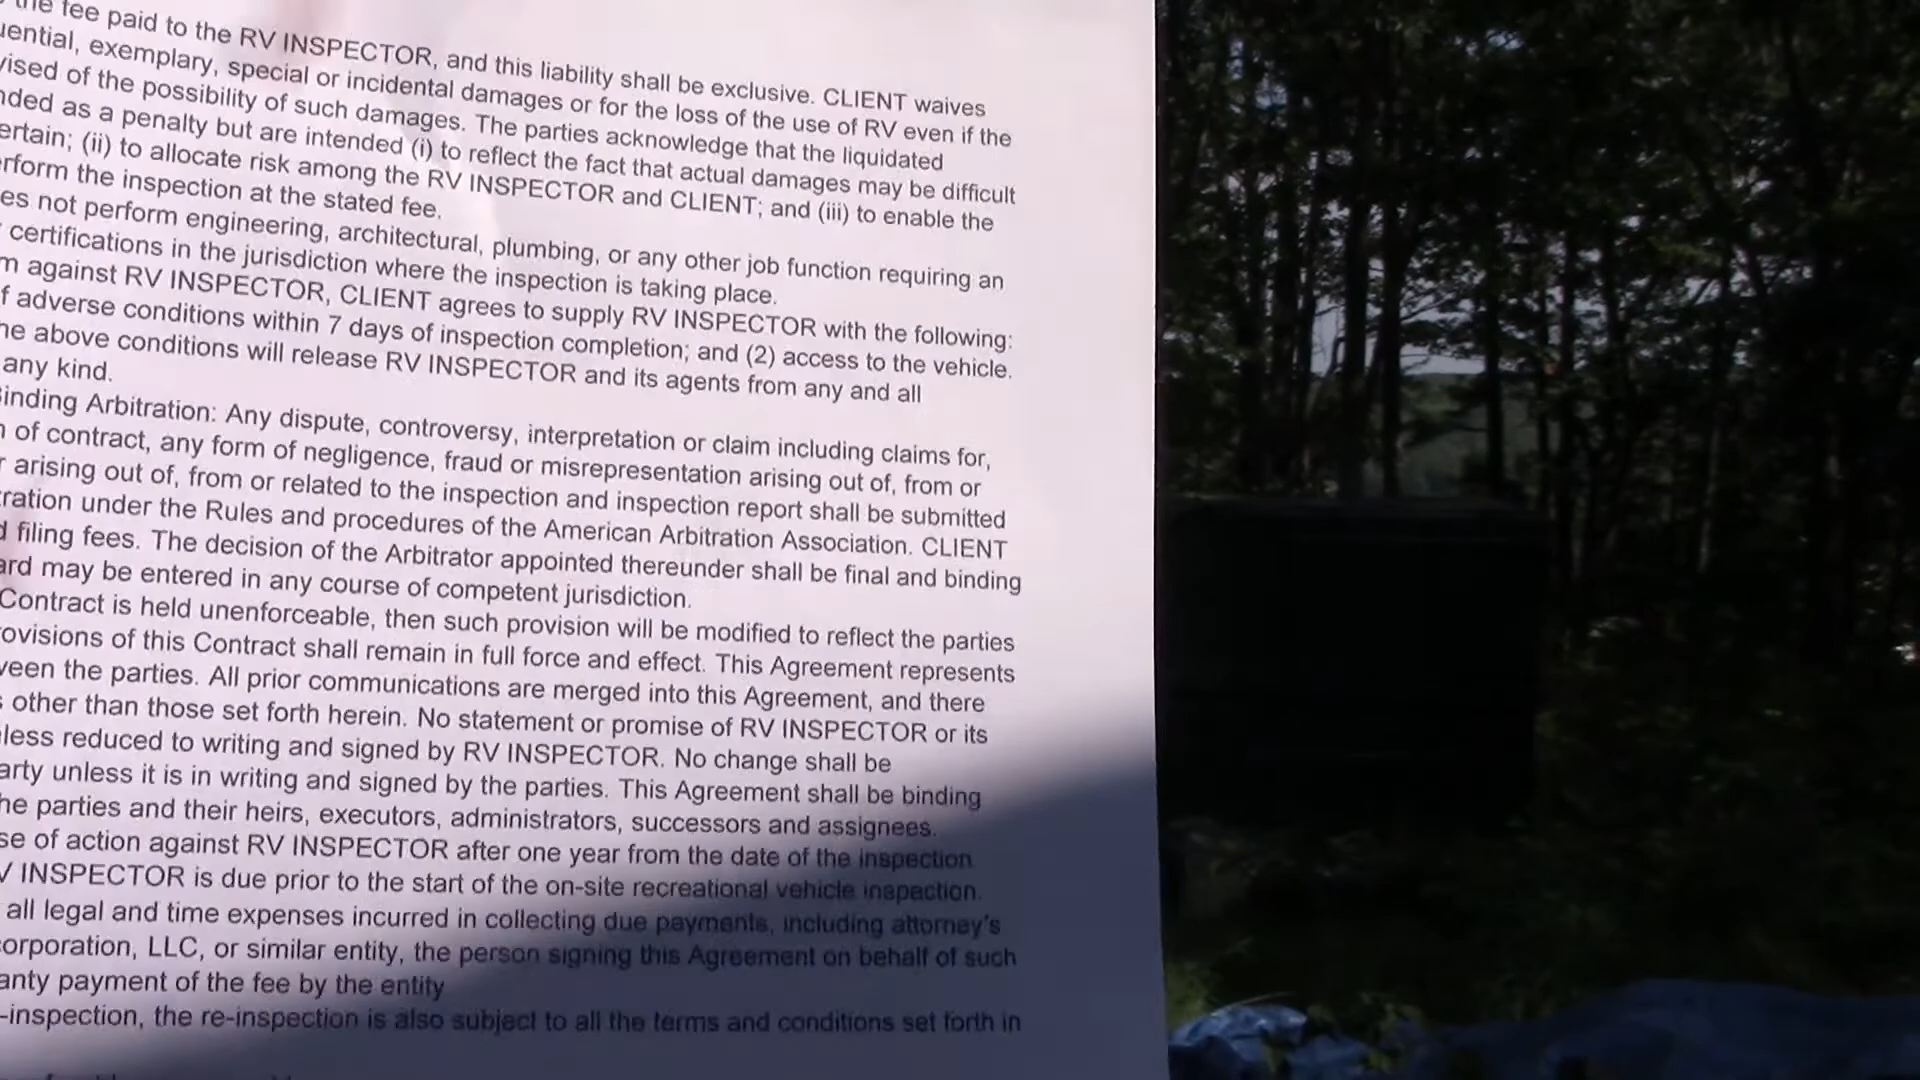 the fee paid to the RV INSPECTOR, and this liability shall be exclusive. CLIENT waives
uential, exemplary, special or incidental damages or for the loss of the use of RV even if the
vised of the possibility of such damages. The parties acknowledge that the liquidated
nded as a penalty but are intended (i) to reflect the fact that actual damages may be difficult
ertain; (ii) to allocate risk among the RV INSPECTOR and CLIENT; and (iii) to enable the
erform the inspection at the stated fee.
es not perform engineering, architectural, plumbing, or any other job function requiring an
certifications in the jurisdiction where the inspection is taking place.
m against RV INSPECTOR, CLIENT agrees to supply RV INSPECTOR with the following:
f adverse conditions within 7 days of inspection completion; and (2) access to the vehicle.
he above conditions will release RV INSPECTOR and its agents from any and all
any kind.
Binding Arbitration: Any dispute, controversy, interpretation or claim including claims for,
n of contract, any form of negligence, fraud or misrepresentation arising out of, from or
r arising out of, from or related to the inspection and inspection report shall be submitted
tration under the Rules and procedures of the American Arbitration Association. CLIENT
d filing fees. The decision of the Arbitrator appointed thereunder shall be final and binding
ard may be entered in any course of competent jurisdiction.
Contract is held unenforceable, then such provision will be modified to reflect the parties
ovisions of this Contract shall remain in full force and effect. This Agreement represents
ween the parties. All prior communications are merged into this Agreement, and there
s other than those set forth herein. No statement or promise of RV INSPECTOR or its
less reduced to writing and signed by RV INSPECTOR. No change shall be
arty unless it is in writing and signed by the parties. This Agreement shall be binding
he parties and their heirs, executors, administrators, successors and assignees.
se of action against RV INSPECTOR after one year from the date of the inspection
V INSPECTOR is due prior to the start of the on-site recreational vehicle inspection.
all legal and time expenses incurred in collecting due payments, including attorney's
corporation, LLC, or similar entity, the person signing this Agreement on behalf of such
anty payment of the fee by the entity
-inspection, the re-inspection is also subject to all the terms and conditions set forth in